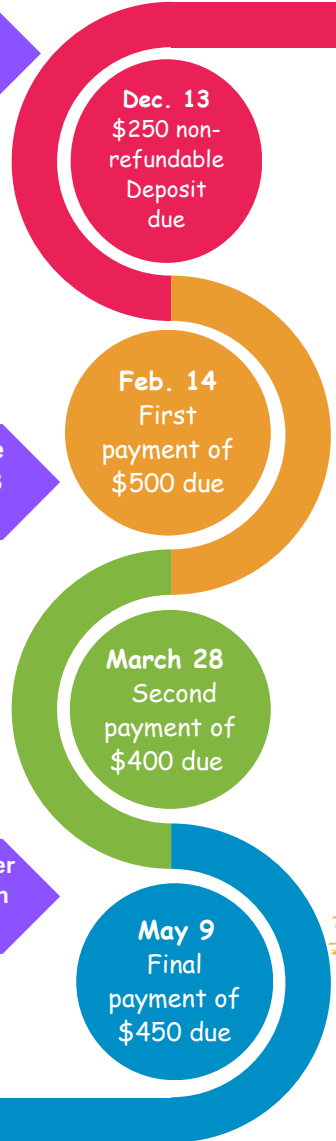 Dec. 13
$250 non-
refundable
Deposit
due
Feb. 14
First
payment of
$500 due
March 28
Second
payment of
$400 due
er
May 9
Final
payment of
$450 due